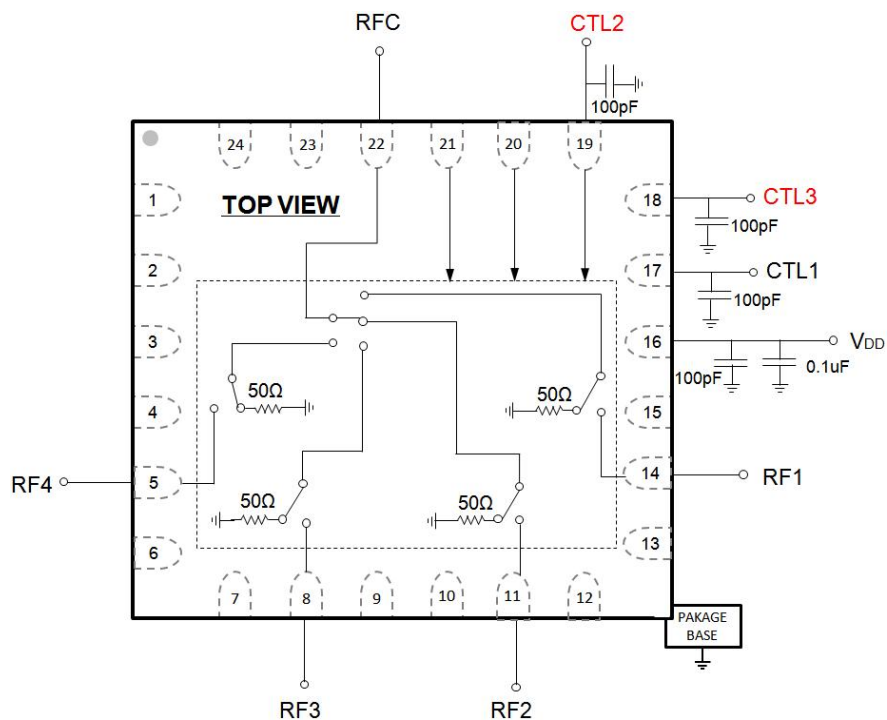 RFC
CTL2
100pF
24
23
22
21
20
19
1
TOP VIEW
18
CTL3
100pF
2
17
CTL1
100pF
3
16
VDD
100pF
0.1uF
50Ω
50Ω
4
15
RF4
5
14
RF1
50Ω
50Ω
6
13
7
8
9
10
11
12
PAKAGE
BASE
RF3
RF2